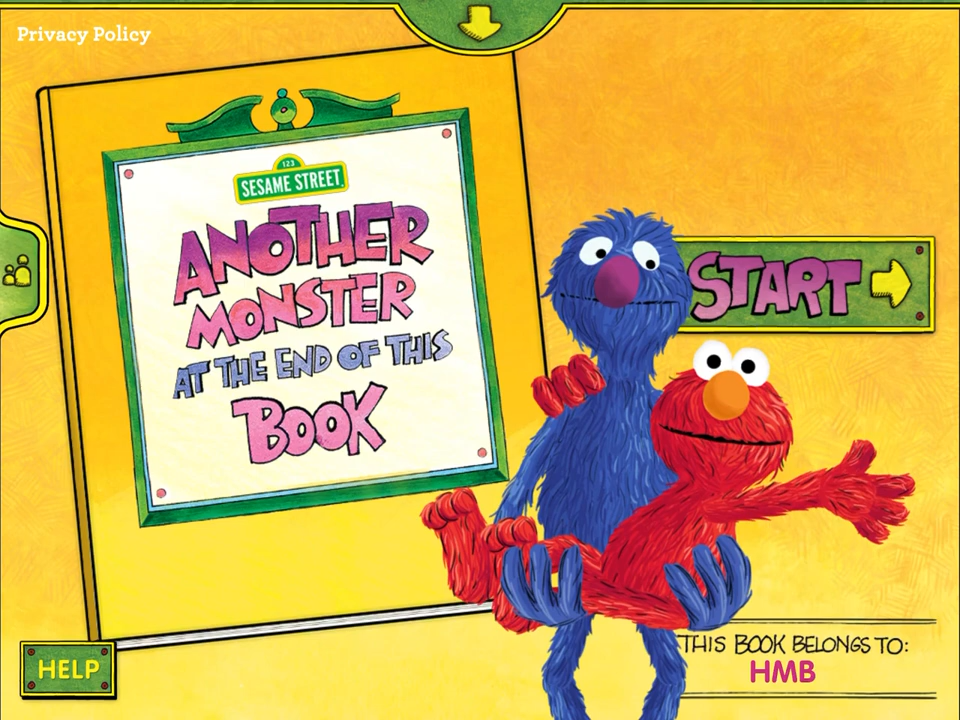 Privacy Policy
123
SESAME STREET
ANOTHER
MONSTER
AT THE END OF THIS
BOOK
START
THIS BOOK BELONGS TO:
HMB
HELP